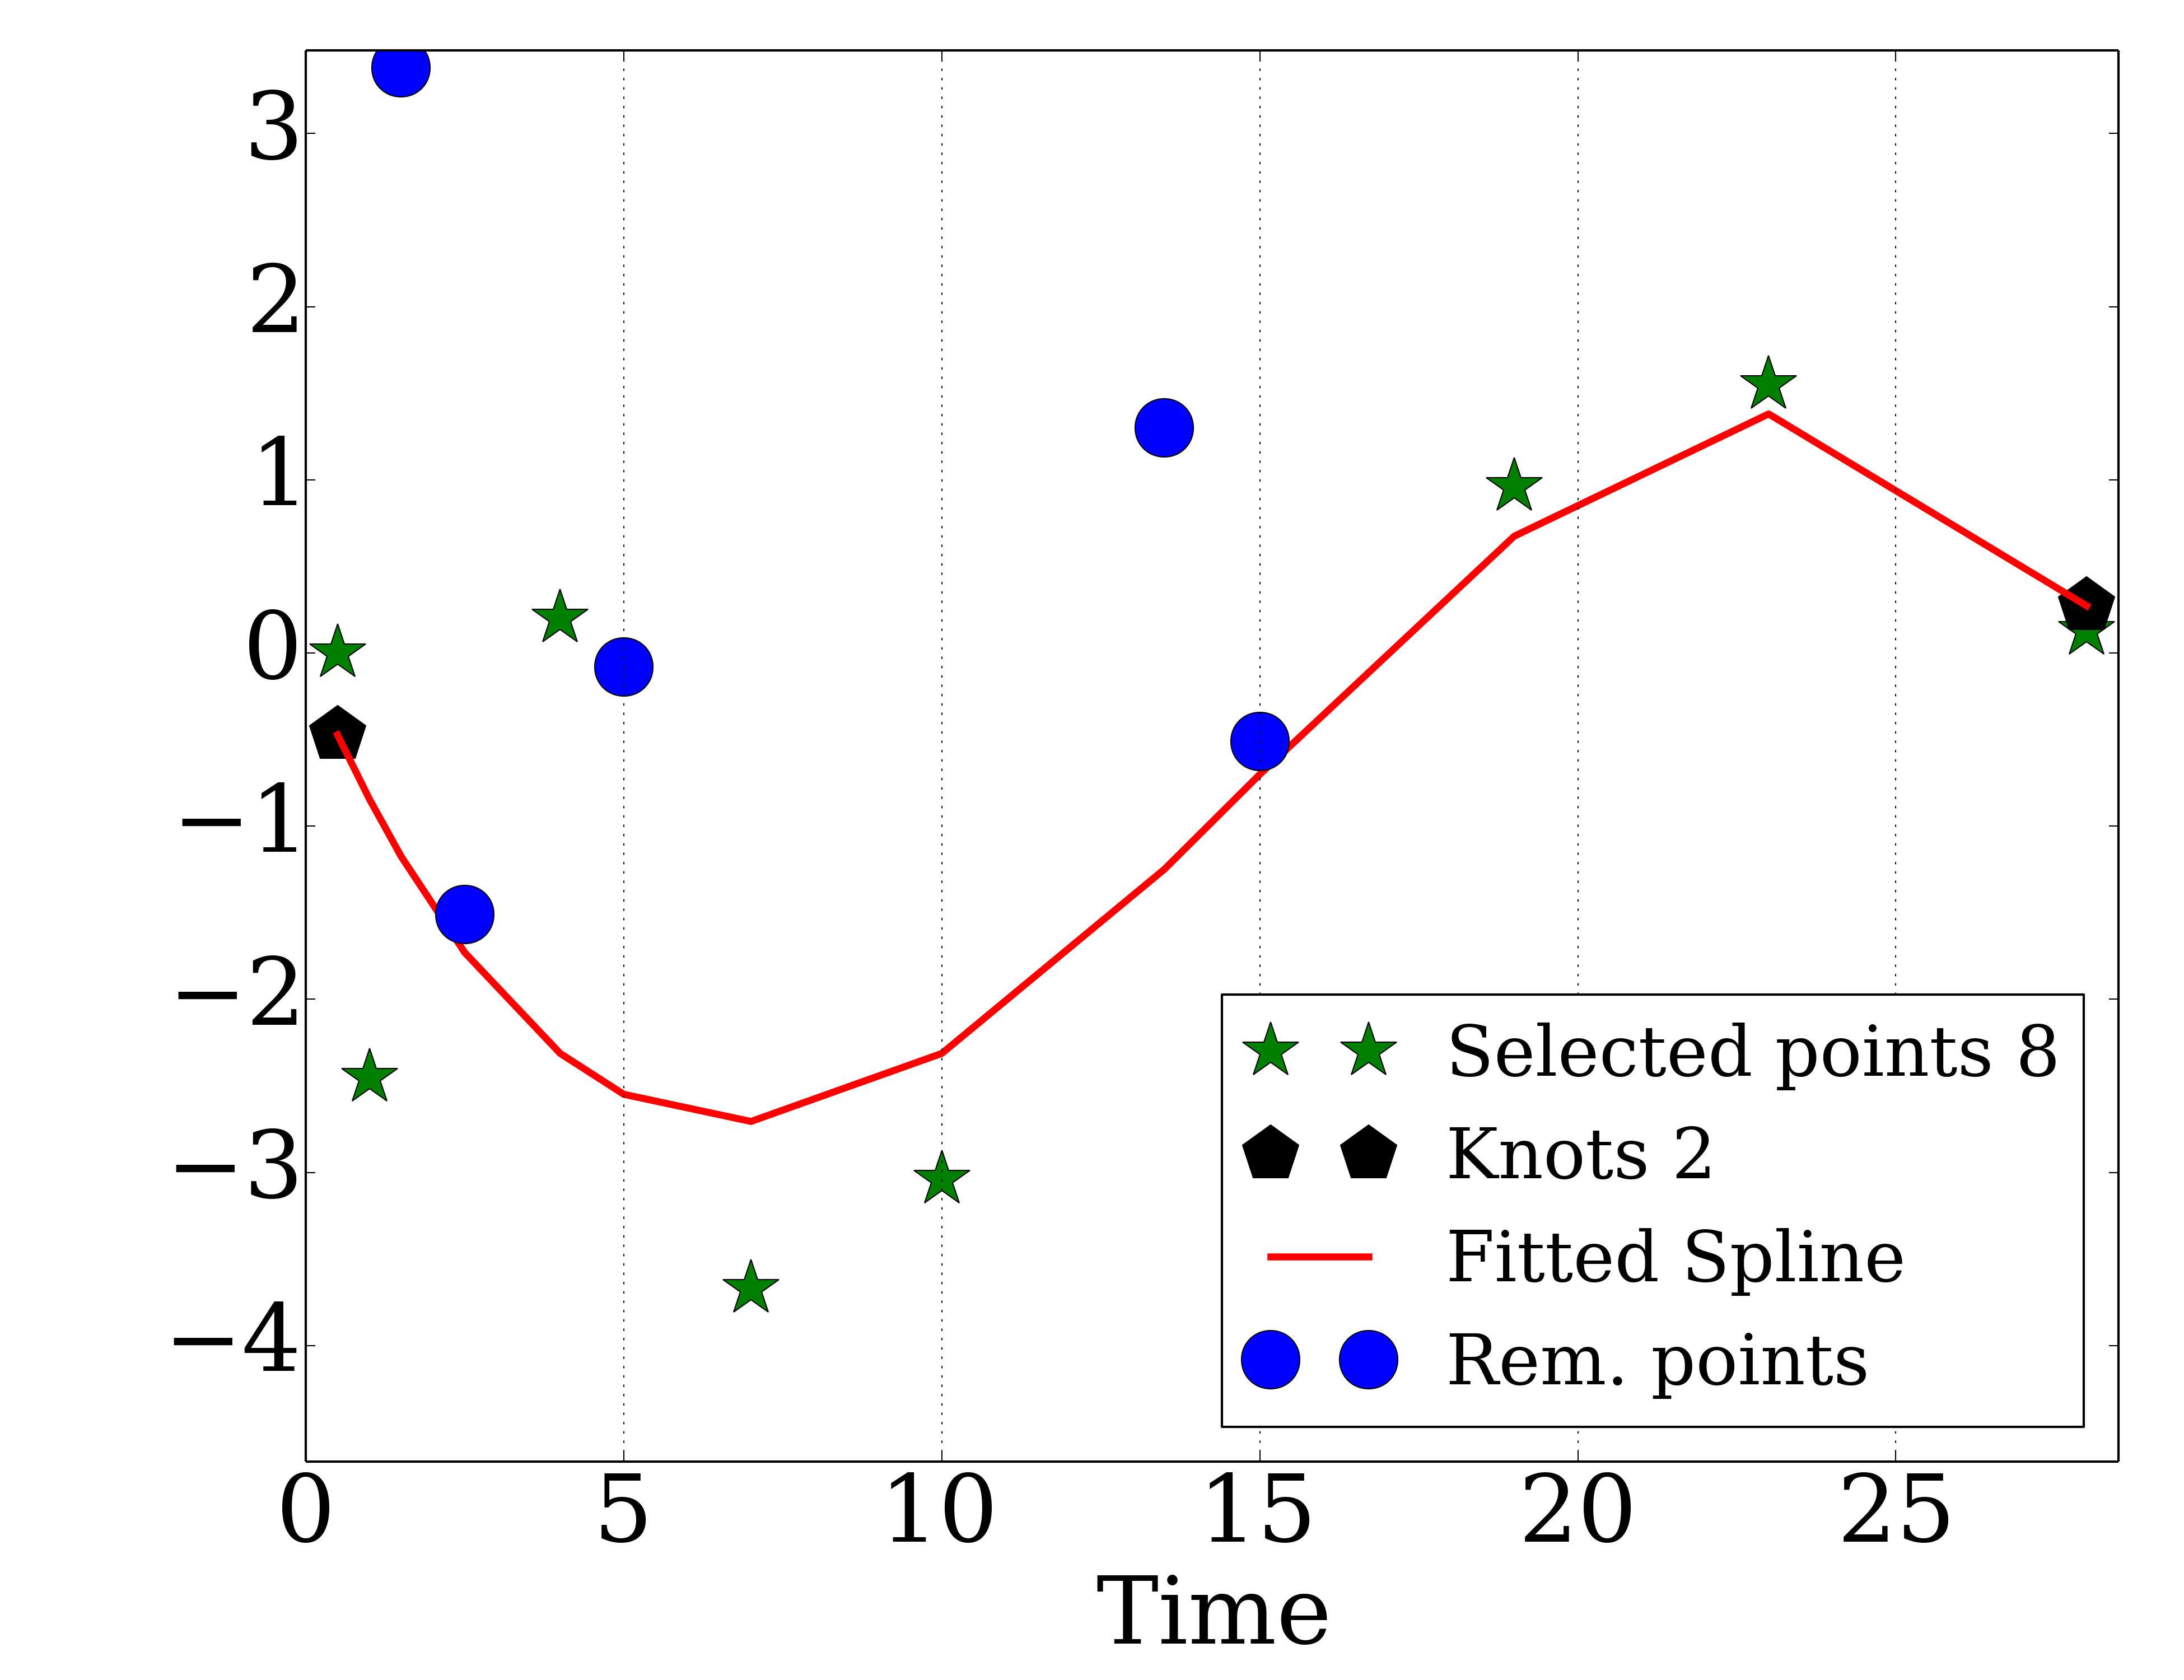 3
2
1
0
−1
−2
−3
−4
0 5 10 15 20 25
Time
Selected points 8
Knots 2
Fitted Spline
Rem. points